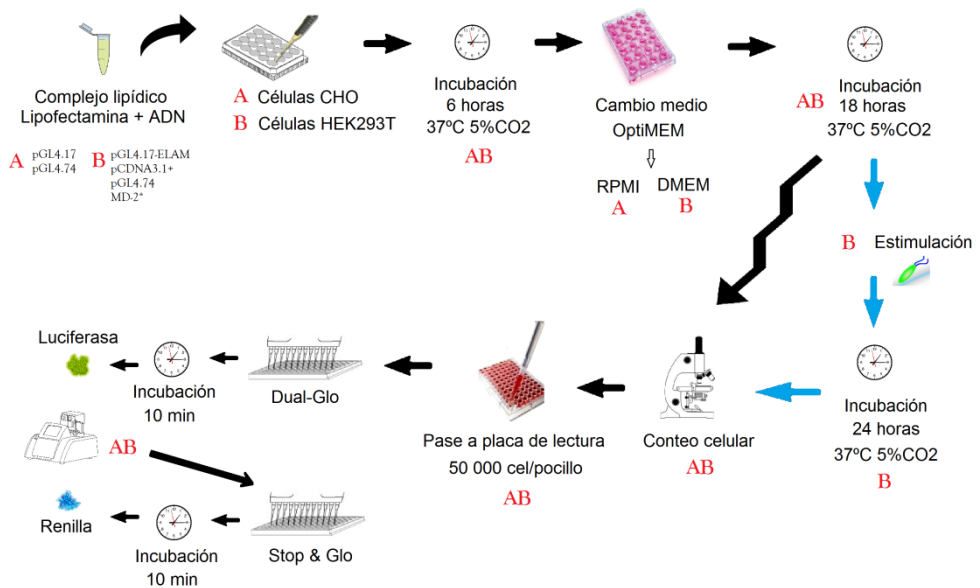 Complejo lipídico
Lipofectamina + ADN
A
pGL4.17
pGL4.74
B
pGL4.17-ELAM
pCDNA3.1+
pGL4.74
MD-2*
A Células CHO
B Células HEK293T
Incubación
6 horas
37ºC 5%CO2
AB
Cambio medio
OptiMEM
RPMI
A
DMEM
B
AB
Incubación
18 horas
37ºC 5%CO2
B Estimulación
Incubación
24 horas
37ºC 5%CO2
B
Conteo celular
AB
Pase a placa de lectura
50 000 cel/pocillo
AB
Dual-Glo
Incubación
10 min
Luciferasa
AB
Stop & Glo
Incubación
10 min
Renilla